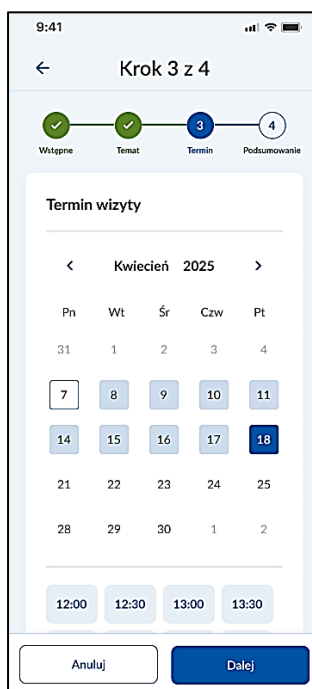 9:41
Krok 3 z 4
3 4
Wstępne Temat Termin Podsumowanie
Termin wizyty
Kwiecień 2025
Pn Wt Śr Czw Pt
31 1 2 3 4
7 8 9 10 11
14 15 16 17 18
21 22 23 24 25
28 29 30 1 2
12:00 12:30 13:00 13:30
Anuluj Dalej